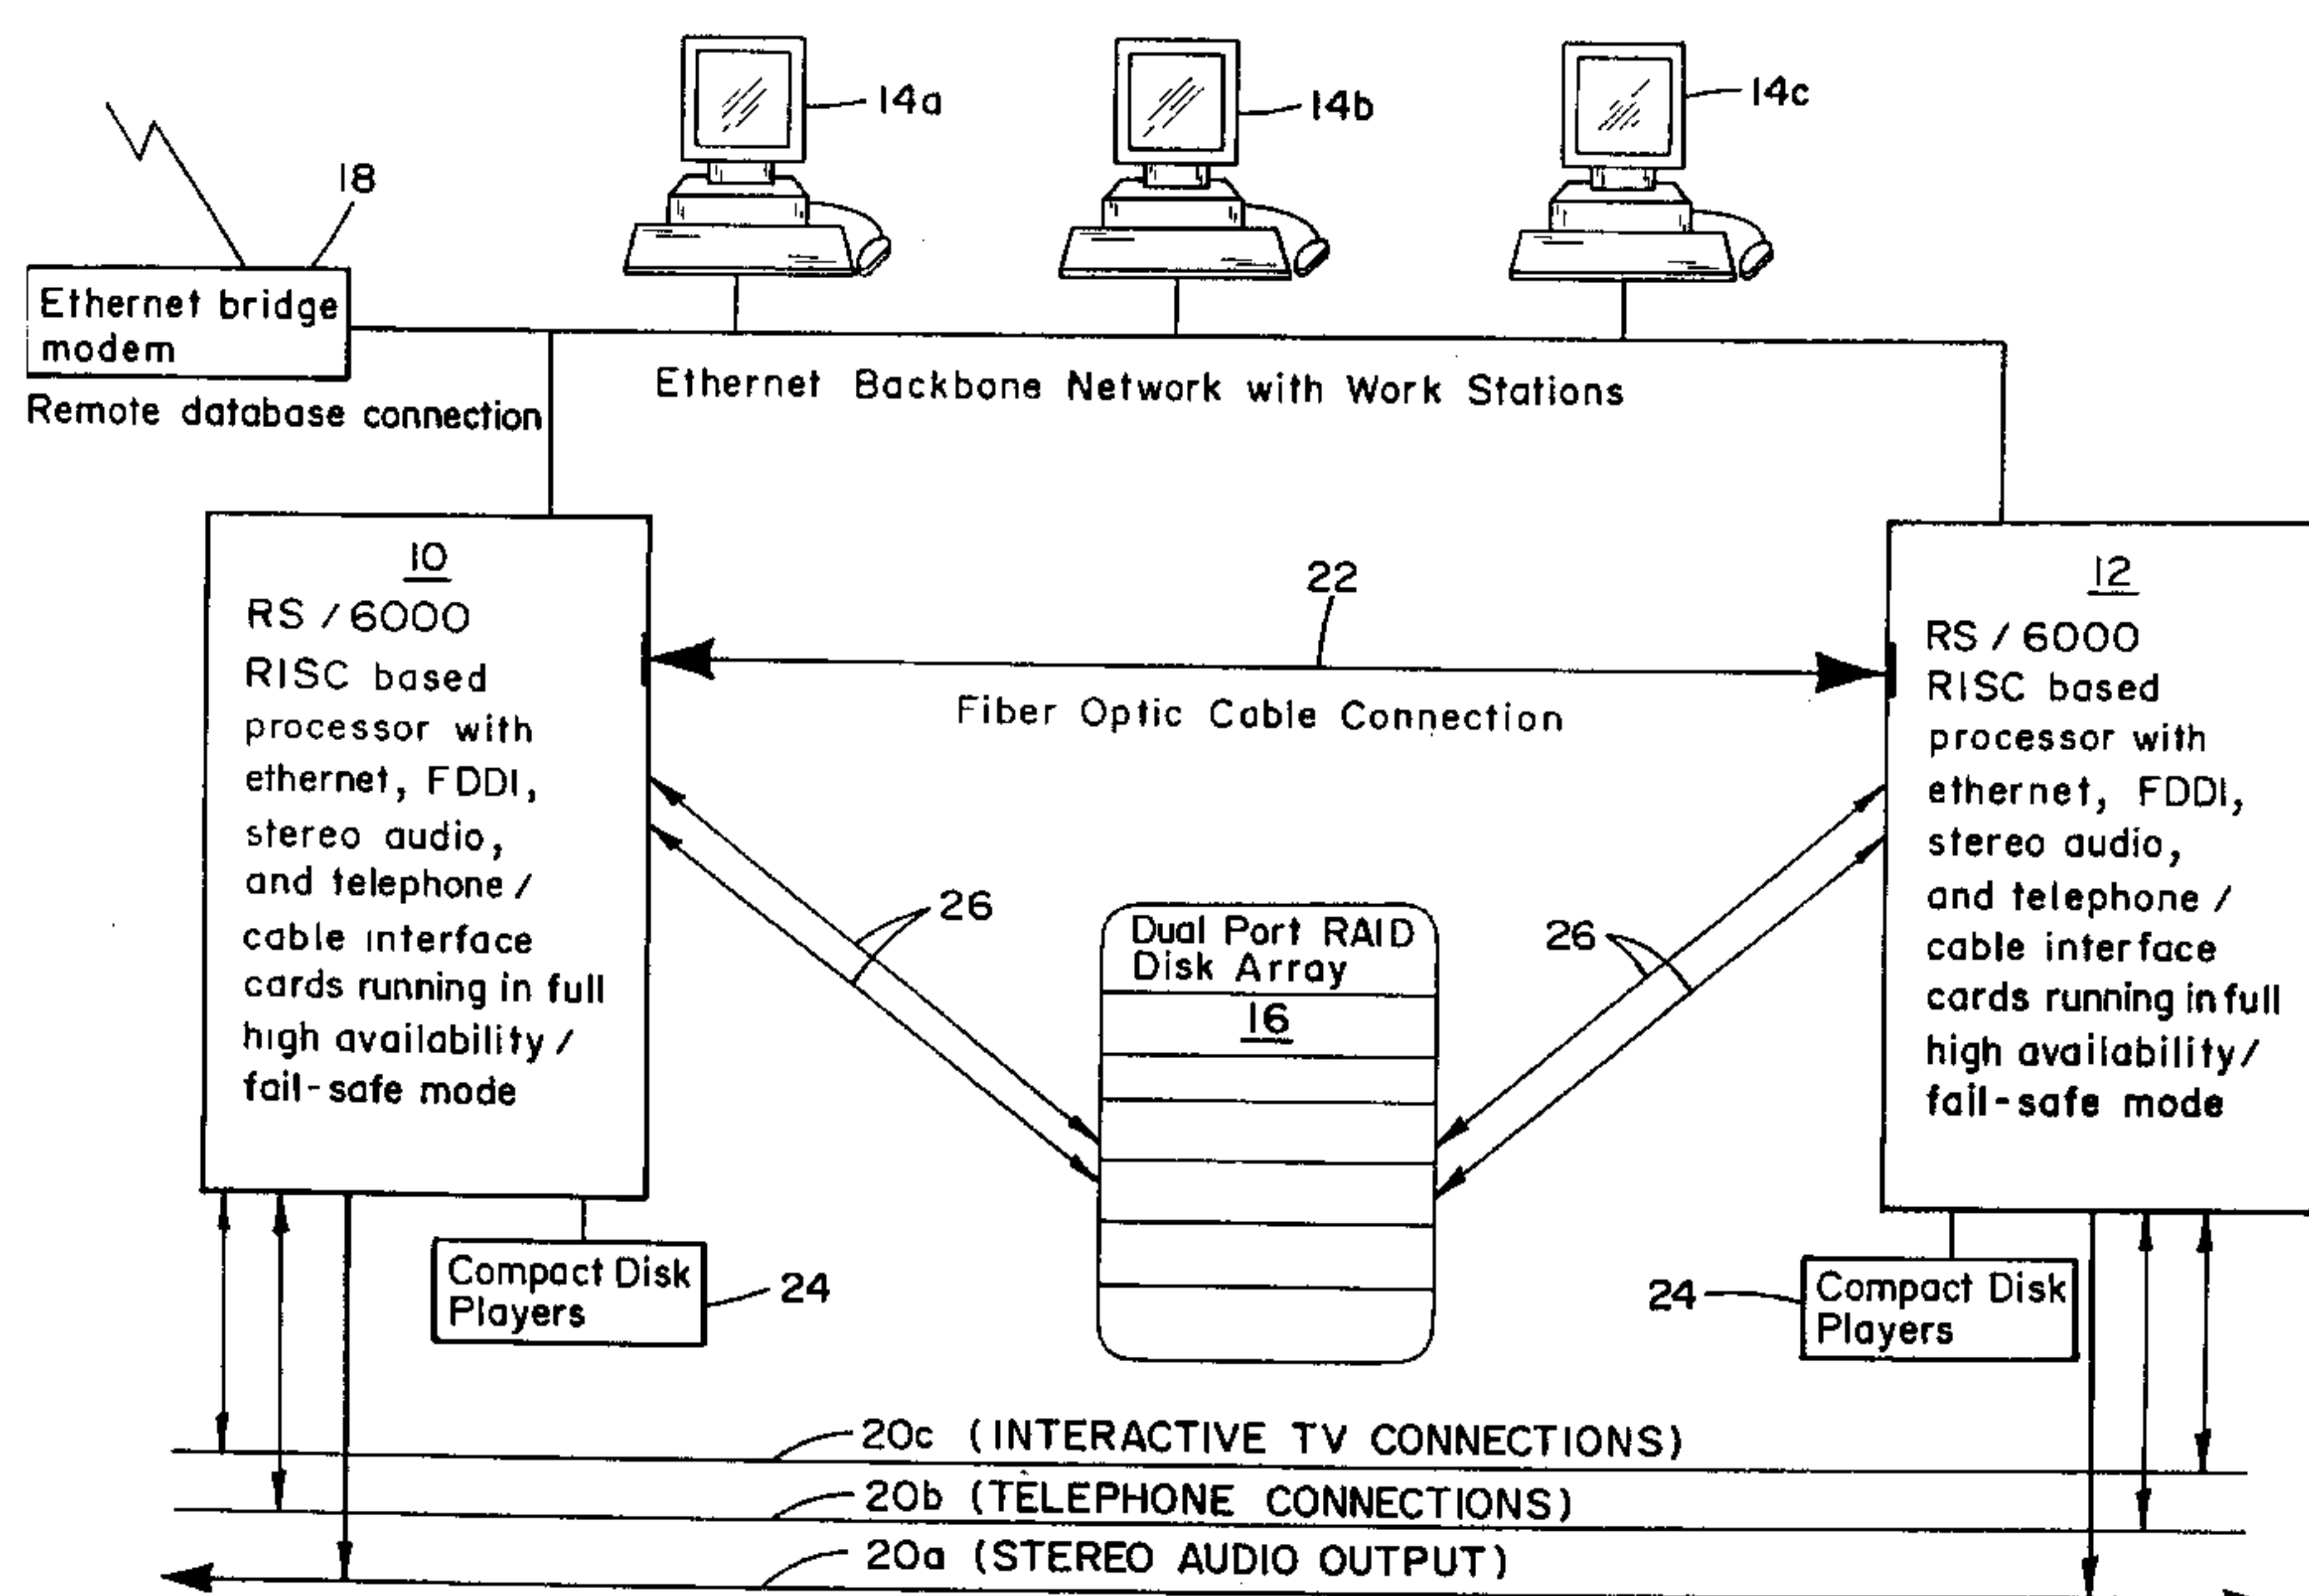 14a
14b
14c
18
Ethernet bridge
modem
Remote database connection
Ethernet Backbone Network with Work Stations
10
RS / 6000
RISC based
processor with
ethernet, FDDI,
stereo audio,
and telephone /
cable interface
cards running in full
high availability /
fail-safe mode
22
Fiber Optic Cable Connection
12
RS / 6000
RISC based
processor with
ethernet, FDDI,
stereo audio,
and telephone /
cable interface
cards running in full
high availability /
fail-safe mode
26
Dual Port RAID
Disk Array
16
26
Compact Disk
Players
24
24
Compact Disk
Players
20c (INTERACTIVE TV CONNECTIONS)
20b (TELEPHONE CONNECTIONS)
20a (STEREO AUDIO OUTPUT)